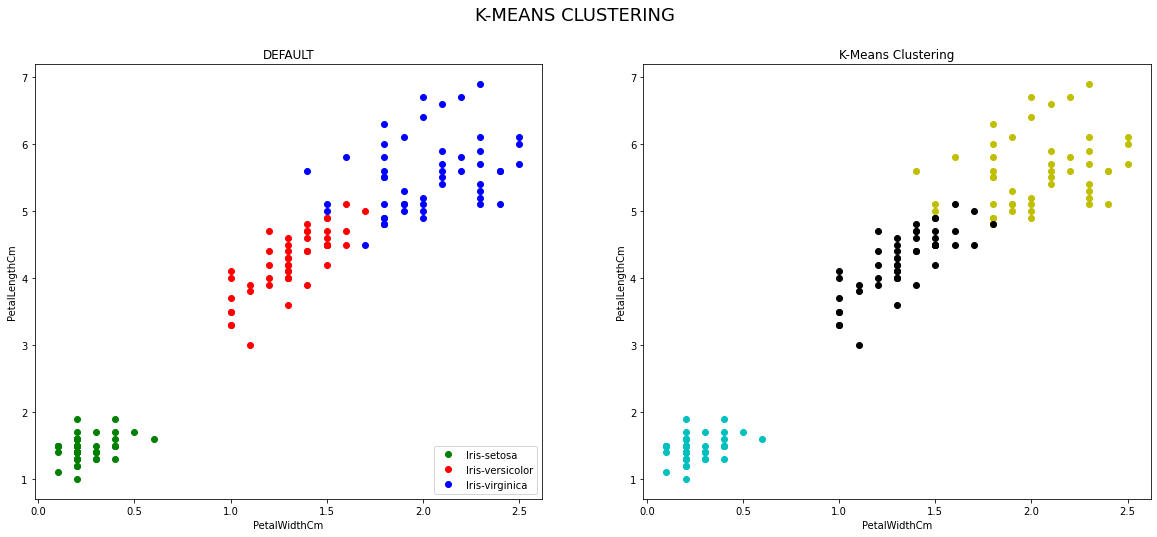 K-MEANS CLUSTERING
DEFAULT
PetalLengthCm
7
6
5
4
3
2
1
0.0 0.5 1.0 1.5 2.0 2.5
PetalWidthCm
Iris-setosa
Iris-versicolor
Iris-virginica
K-Means Clustering
PetalLengthCm
7
6
5
4
3
2
1
0.0 0.5 1.0 1.5 2.0 2.5
PetalWidthCm